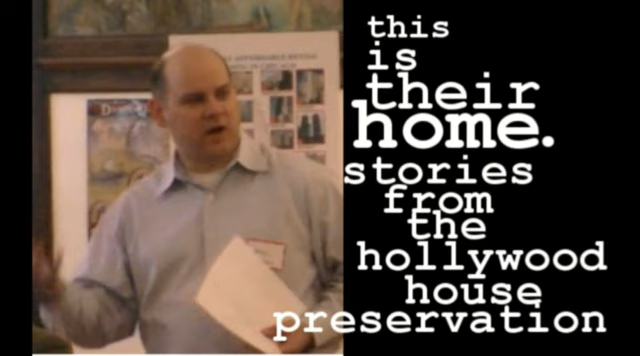 this
is
their
home.
stories
from
the
hollywood
house
preservation